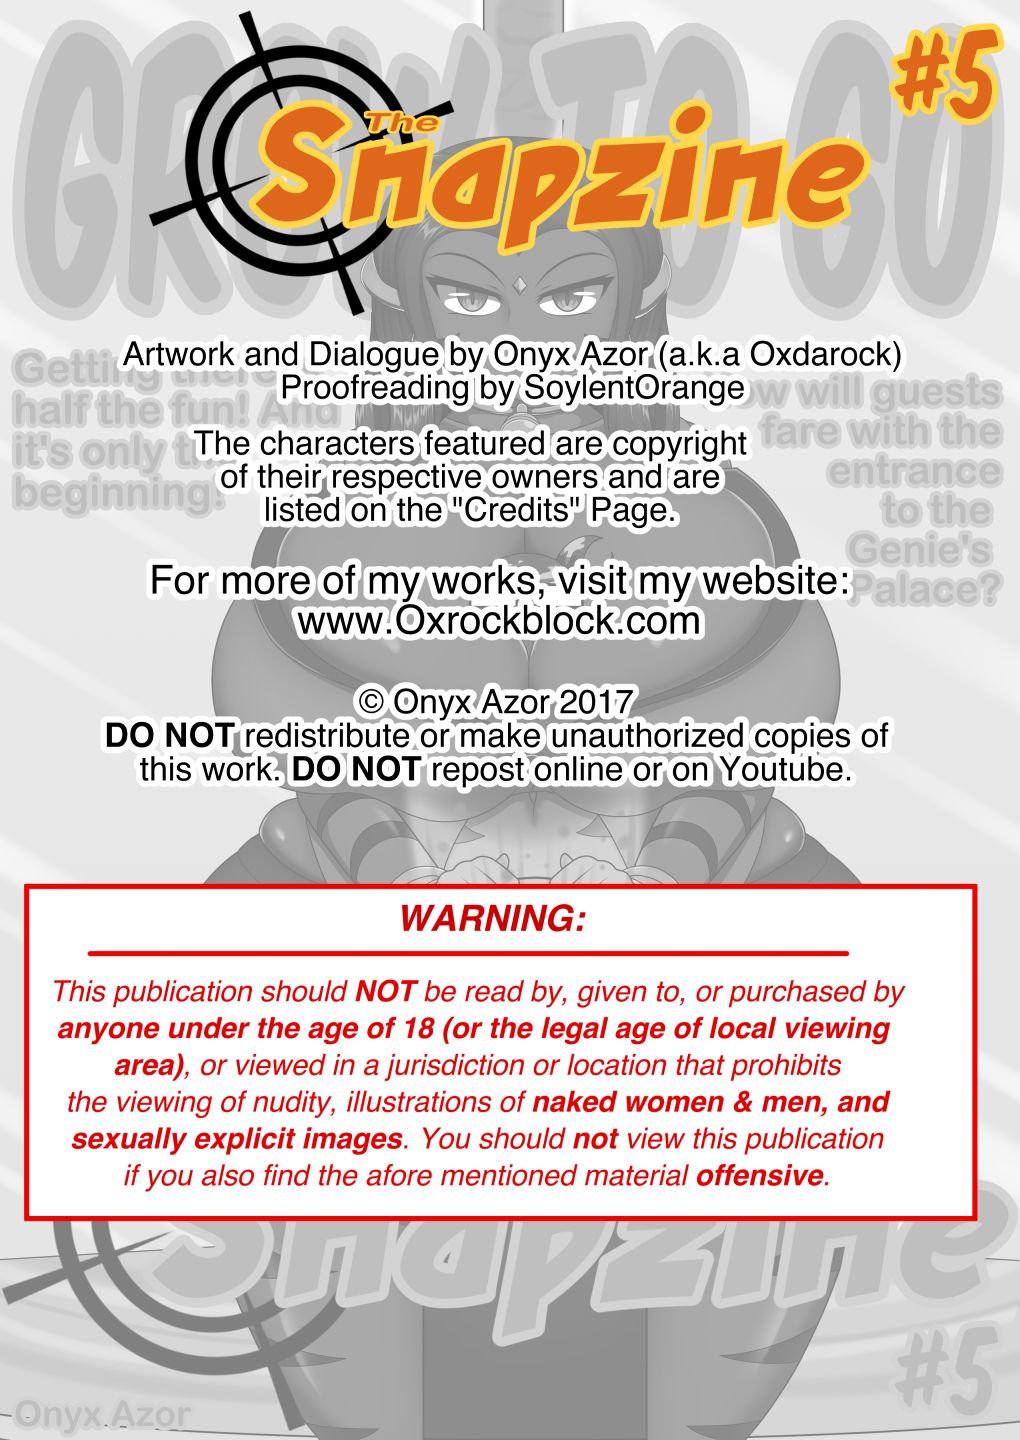 GROW TO GO
#5
The
Snapzine
Artwork and Dialogue by Onyx Azor (a.k.a Oxdarock)
Proofreading by SoylentOrange
Getting
half the fun! And
it's only the
beginning!
will guests
fare with the
entrance
to the
Genie's
Palace?
The characters featured are copyright
of their respective owners and are
listed on the "Credits" Page.
For more of my works, visit my website:
www.Oxrockblock.com
© Onyx Azor 2017
DO NOT redistribute or make unauthorized copies of
this work. DO NOT repost online or on Youtube.
WARNING:
This publication should NOT be read by, given to, or purchased by
anyone under the age of 18 (or the legal age of local viewing
area), or viewed in a jurisdiction or location that prohibits
the viewing of nudity, illustrations of naked women & men, and
sexually explicit images. You should not view this publication
if you also find the afore mentioned material offensive.
Snapzine
#5
Onyx Azor